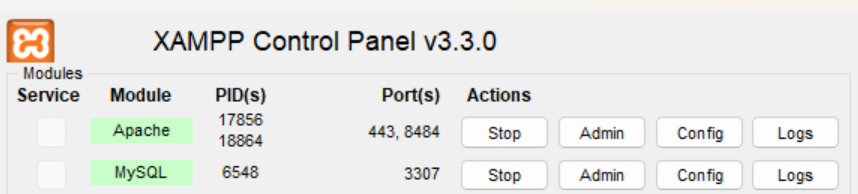 XAMPP Control Panel v3.3.0
Modules
Service Module PID(s) Port(s) Actions
Apache 17856 18864 443, 8484 Stop Admin Config Logs
MySQL 6548 3307 Stop Admin Config Logs